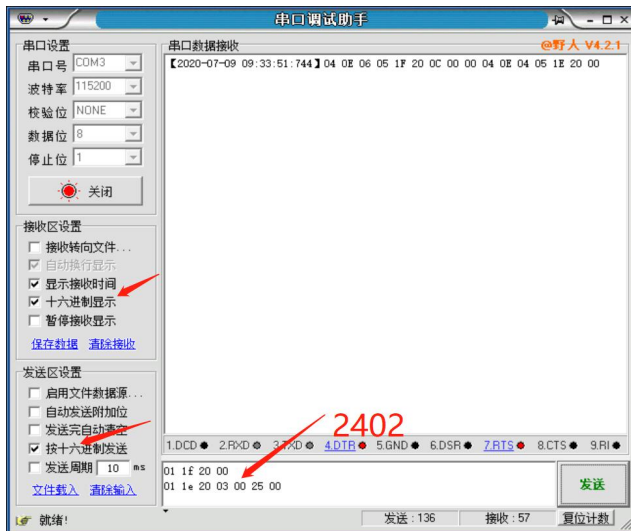 串口调试助手
串口设置
串口号 COM3
波特率 115200
校验位 NONE
数据位 8
停止位 1
关闭
接收区设置
接收转向文件...
自动换行显示
显示接收时间
十六进制显示
暂停接收显示
保存数据 清除接收
发送区设置
启用文件数据源...
自动发送附加位
发送完自动清空
按十六进制发送
发送周期 10 ms
文件载入 清除输入
串口数据接收 @野人 V4.2.1
【2020-07-09 09:33:51:744】04 0E 06 05 1F 20 0C 00 00 04 0E 04 05 1E 20 00
2402
1.DCD 2.RXD 3.TXD 4.DTR 5.GND 6.DSR 7.RTS 8.CTS 9.RI
01 1f 20 00
01 1e 20 03 00 25 00
发送
就绪! 发送:136 接收:57 复位计数